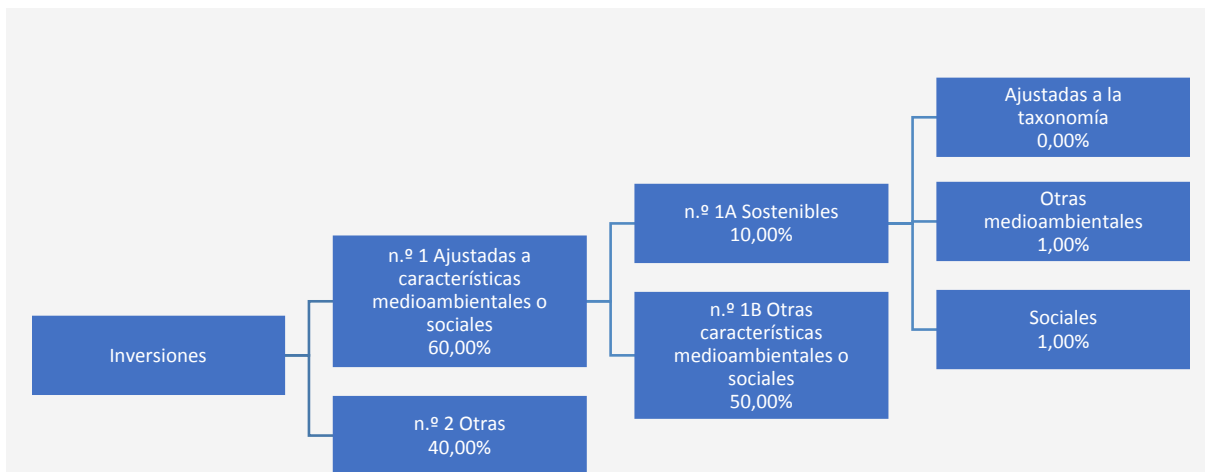 Inversiones
n.º 1 Ajustadas a
características
medioambientales o
sociales
60,00%
n.º 2 Otras
40,00%
n.º 1A Sostenibles
10,00%
n.º 1B Otras
características
medioambientales o
sociales
50,00%
Ajustadas a la
taxonomía
0,00%
Otras
medioambientales
1,00%
Sociales
1,00%